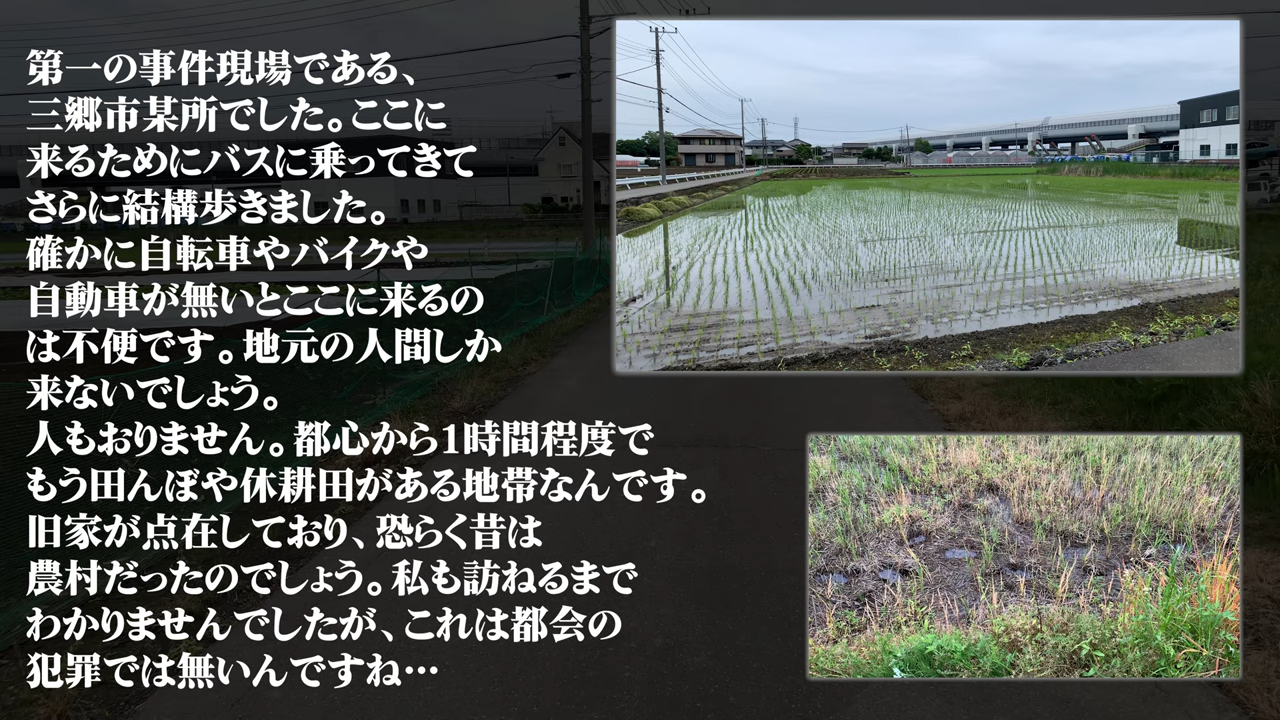 第一の事件現場である、
三郷市某所でした。ここに
来るためにバスに乗ってきて
さらに結構歩きました。
確かに自転車やバイクや
自動車が無いとここに来るの
は不便です。地元の人間しか
来ないでしょう。
人もおりません。都心から1時間程度で
もう田んぼや休耕田がある地帯なんです。
旧家が点在しており、恐らく昔は
農村だったのでしょう。私も訪ねるまで
わかりませんでしたが、これは都会の
犯罪では無いんですね…